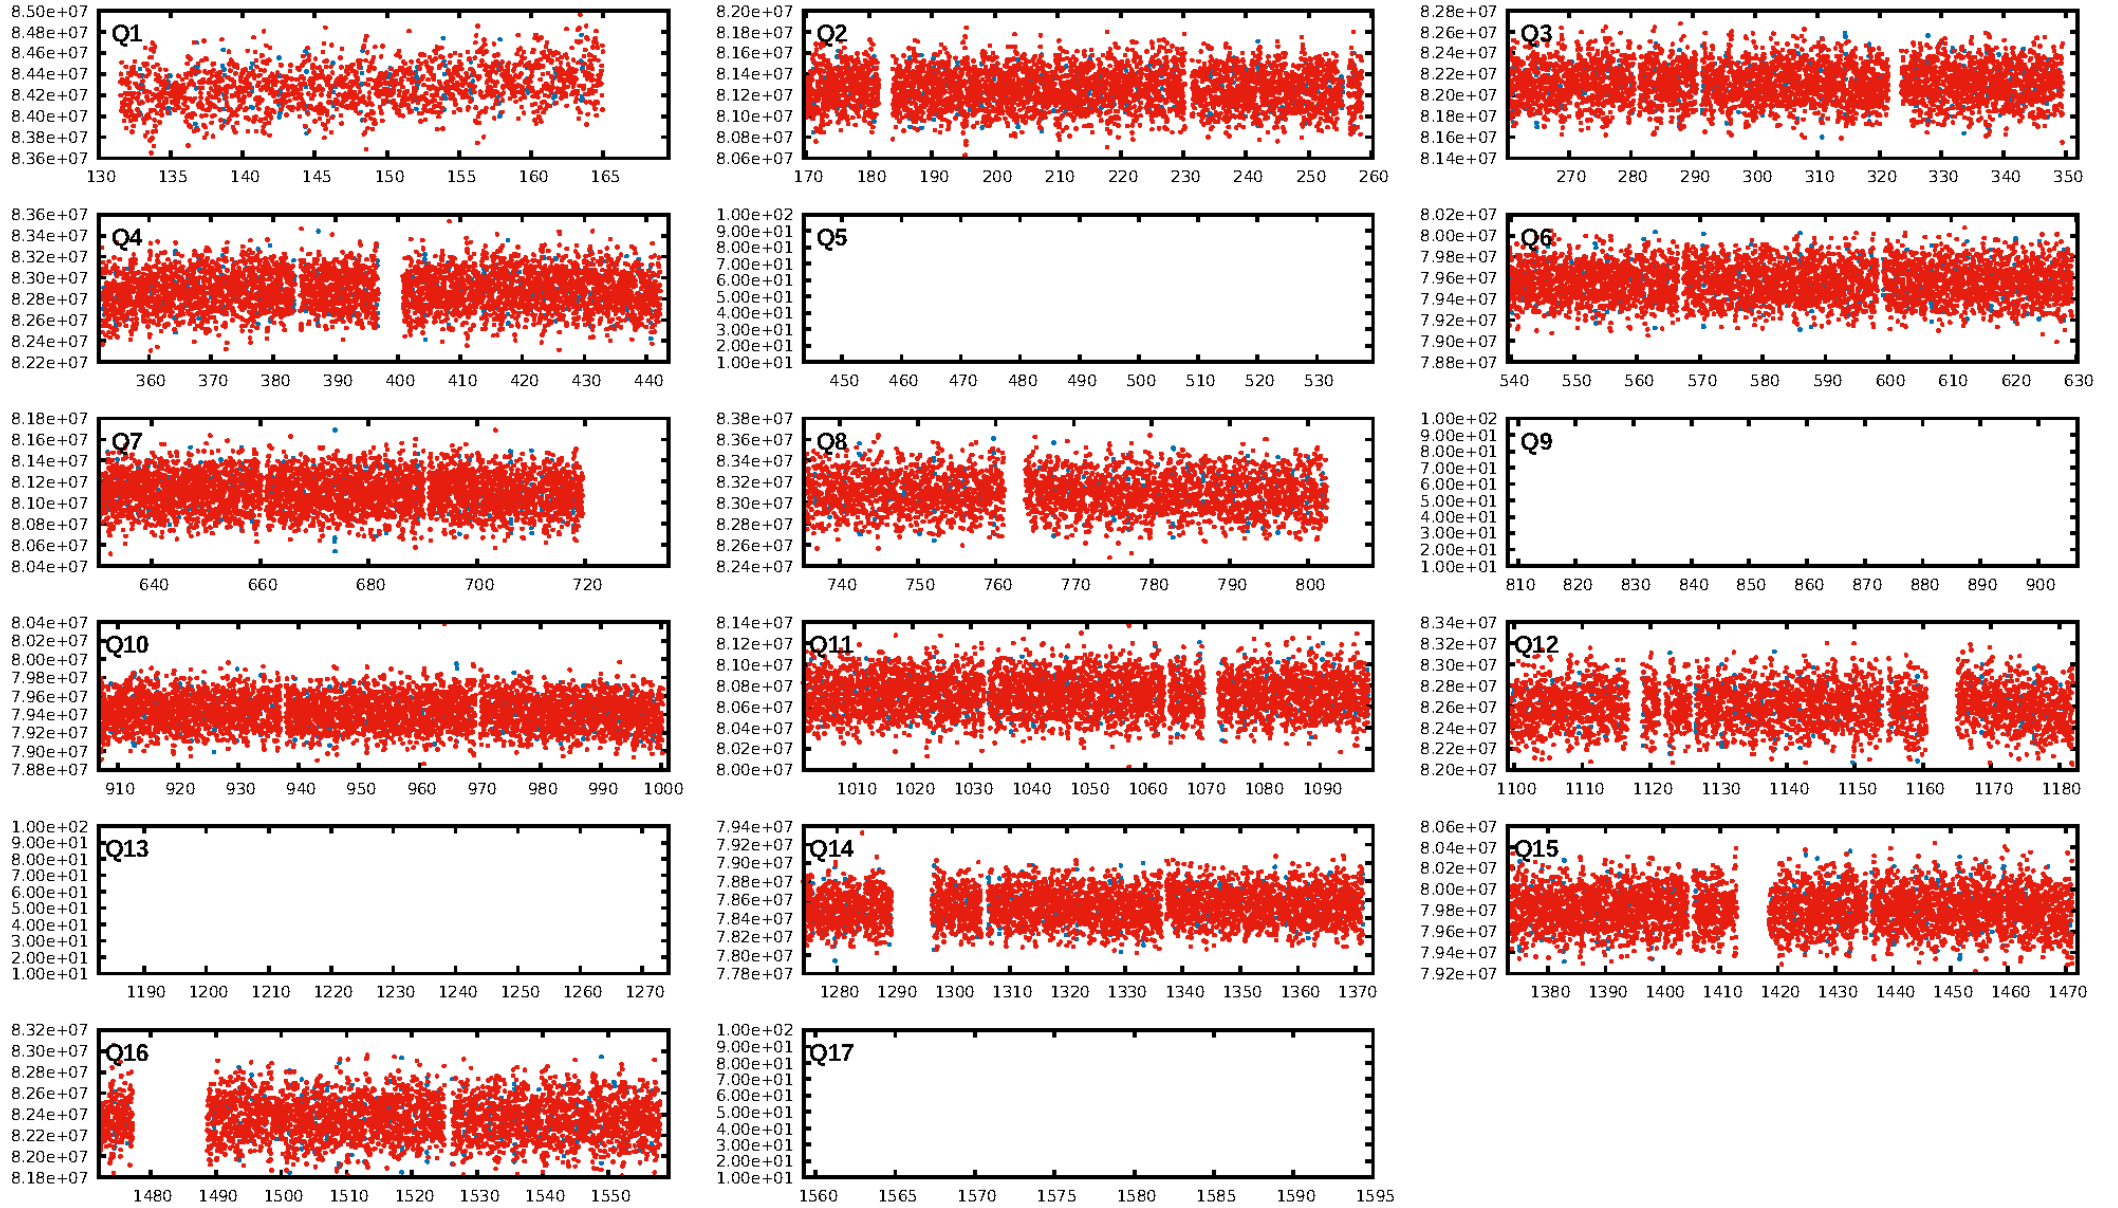 Q1
8.50e+07
8.48e+07
8.46e+07
8.44e+07
8.42e+07
8.40e+07
8.38e+07
8.36e+07
130 135 140 145 150 155 160 165
Q2
8.20e+07
8.18e+07
8.16e+07
8.14e+07
8.12e+07
8.10e+07
8.08e+07
8.06e+07
170 180 190 200 210 220 230 240 250 260
Q3
8.28e+07
8.26e+07
8.24e+07
8.22e+07
8.20e+07
8.18e+07
8.16e+07
8.14e+07
270 280 290 300 310 320 330 340 350
Q4
8.36e+07
8.34e+07
8.32e+07
8.30e+07
8.28e+07
8.26e+07
8.24e+07
8.22e+07
360 370 380 390 400 410 420 430 440
Q5
1.00e+02
9.00e+01
8.00e+01
7.00e+01
6.00e+01
5.00e+01
4.00e+01
3.00e+01
2.00e+01
1.00e+01
450 460 470 480 490 500 510 520 530
Q6
8.02e+07
8.00e+07
7.98e+07
7.96e+07
7.94e+07
7.92e+07
7.90e+07
7.88e+07
540 550 560 570 580 590 600 610 620 630
Q7
8.18e+07
8.16e+07
8.14e+07
8.12e+07
8.10e+07
8.08e+07
8.06e+07
8.04e+07
640 660 680 700 720
Q8
8.38e+07
8.36e+07
8.34e+07
8.32e+07
8.30e+07
8.28e+07
8.26e+07
8.24e+07
740 750 760 770 780 790 800
Q9
1.00e+02
9.00e+01
8.00e+01
7.00e+01
6.00e+01
5.00e+01
4.00e+01
3.00e+01
2.00e+01
1.00e+01
810 820 830 840 850 860 870 880 890 900
Q10
8.04e+07
8.02e+07
8.00e+07
7.98e+07
7.96e+07
7.94e+07
7.92e+07
7.90e+07
7.88e+07
910 920 930 940 950 960 970 980 990 1000
Q11
8.14e+07
8.12e+07
8.10e+07
8.08e+07
8.06e+07
8.04e+07
8.02e+07
8.00e+07
1010 1020 1030 1040 1050 1060 1070 1080 1090
Q12
8.34e+07
8.32e+07
8.30e+07
8.28e+07
8.26e+07
8.24e+07
8.22e+07
8.20e+07
1100 1110 1120 1130 1140 1150 1160 1170 1180
Q13
1.00e+02
9.00e+01
8.00e+01
7.00e+01
6.00e+01
5.00e+01
4.00e+01
3.00e+01
2.00e+01
1.00e+01
1190 1200 1210 1220 1230 1240 1250 1260 1270
Q14
7.94e+07
7.92e+07
7.90e+07
7.88e+07
7.86e+07
7.84e+07
7.82e+07
7.80e+07
7.78e+07
1280 1290 1300 1310 1320 1330 1340 1350 1360 1370
Q15
8.06e+07
8.04e+07
8.02e+07
8.00e+07
7.98e+07
7.96e+07
7.94e+07
7.92e+07
1380 1390 1400 1410 1420 1430 1440 1450 1460 1470
Q16
8.32e+07
8.30e+07
8.28e+07
8.26e+07
8.24e+07
8.22e+07
8.20e+07
8.18e+07
1480 1490 1500 1510 1520 1530 1540 1550
Q17
1.00e+02
9.00e+01
8.00e+01
7.00e+01
6.00e+01
5.00e+01
4.00e+01
3.00e+01
2.00e+01
1.00e+01
1560 1565 1570 1575 1580 1585 1590 1595